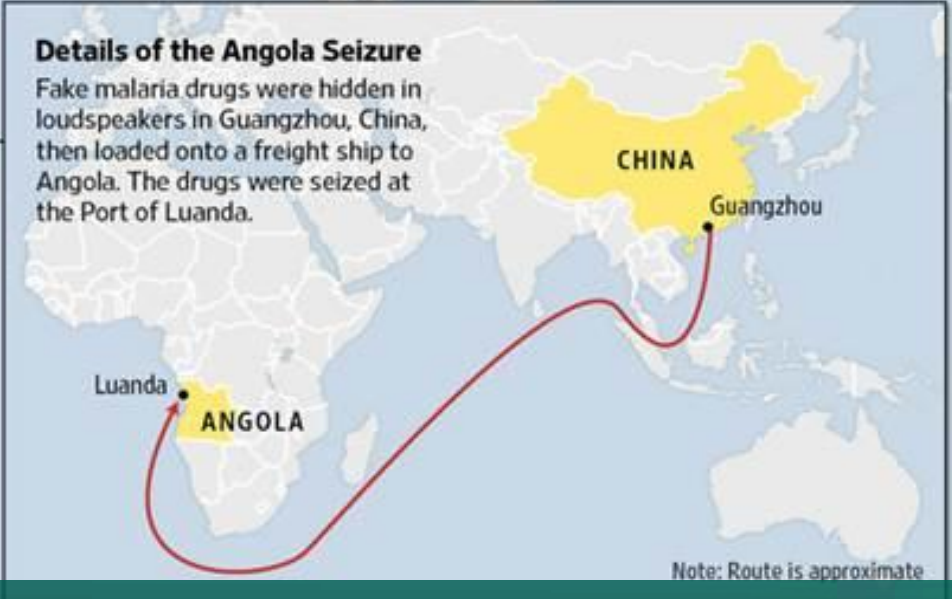 Details of the Angola Seizure
Fake malaria drugs were hidden in
loudspeakers in Guangzhou, China,
then loaded onto a freight ship to
Angola. The drugs were seized at
the Port of Luanda.
CHINA
Guangzhou
Luanda
ANGOLA
Note: Route is approximate